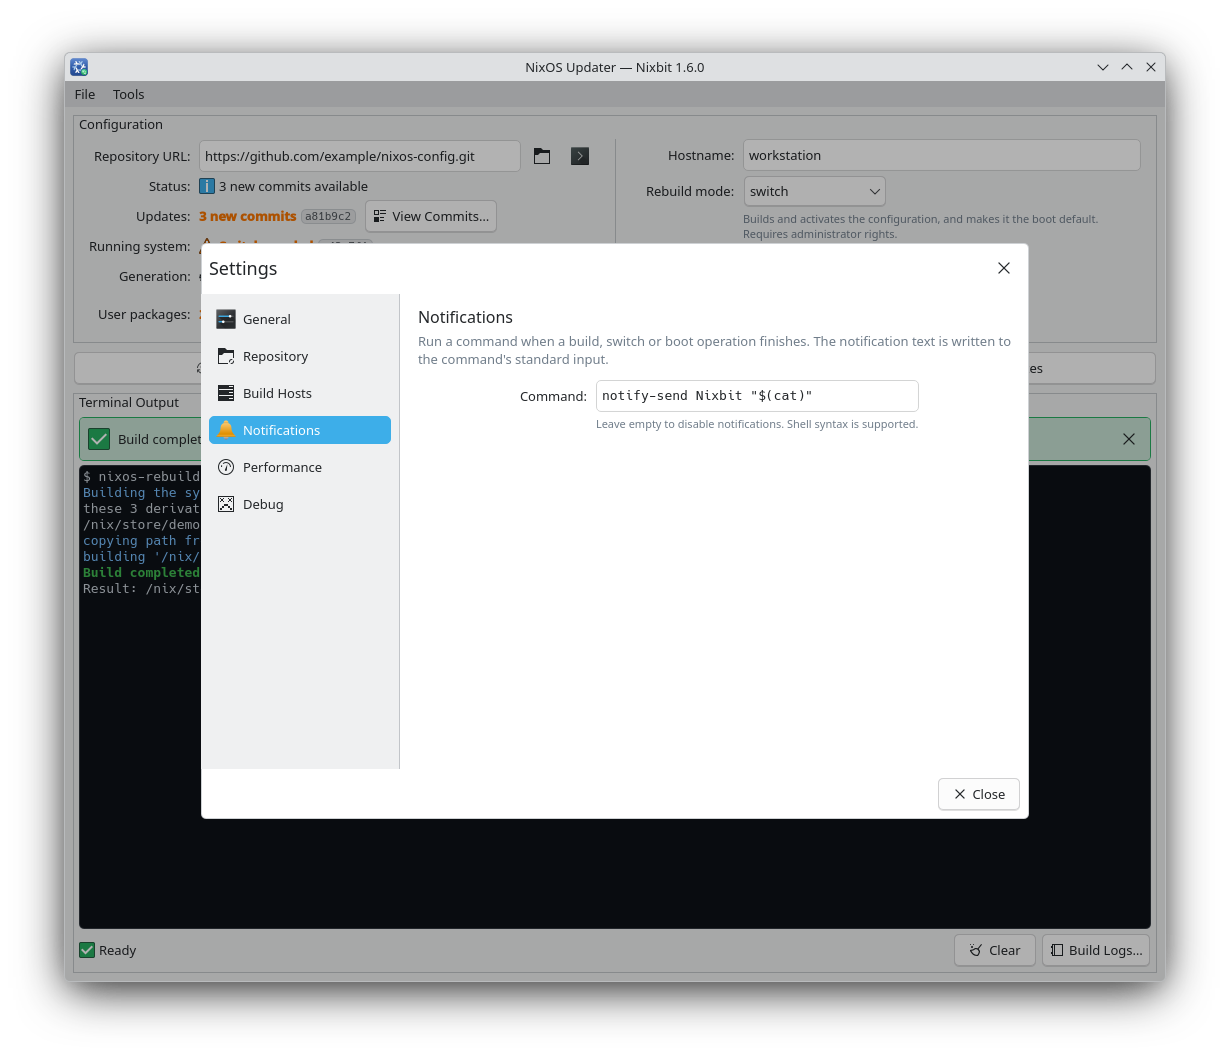 NixOS Updater — Nixbit 1.6.0
File Tools
Configuration
Repository URL: https://github.com/example/nixos-config.git
Hostname: workstation
Status: 3 new commits available
Rebuild mode: switch
Updates: 3 new commits a81b9c2 View Commits...
Builds and activates the configuration, and makes it the boot default.
Requires administrator rights.
Running system:
Generation:
User packages:
Settings
General
Repository
Build Hosts
Notifications
Performance
Debug
Notifications
Run a command when a build, switch or boot operation finishes. The notification text is written to
the command's standard input.
Command: notify-send Nixbit "$(cat)"
Leave empty to disable notifications. Shell syntax is supported.
Close
Terminal Output
Build complet
$ nixos-rebuild
Building the sy
these 3 derivat
/nix/store/demo
copying path fr
building '/nix/
Build completed
Result: /nix/st
Ready
Clear
Build Logs...